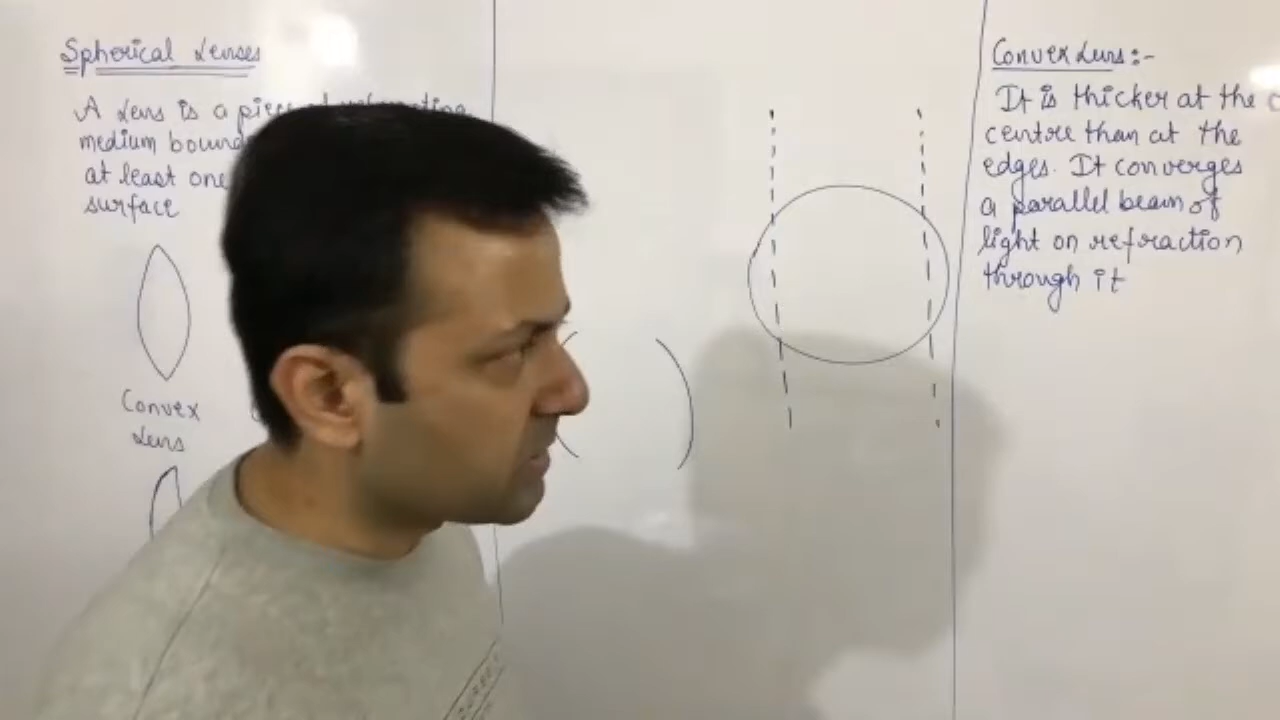 Spherical Lenses
A Lens is a piece
medium bound
at least one
surface
Convex
Lens
Convex Lens:-
It is thicker at the
centre than at the
edges. It converges
a parallel beam of
light on refraction
through it